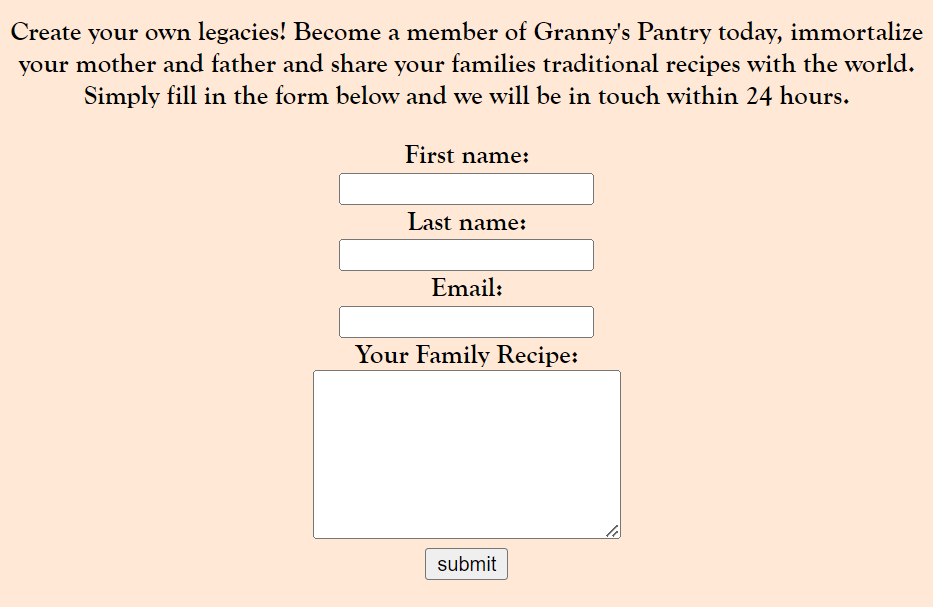 Create your own legacies! Become a member of Granny's Pantry today, immortalize
your mother and father and share your families traditional recipes with the world.
Simply fill in the form below and we will be in touch within 24 hours.
First name:
Last name:
Email:
Your Family Recipe:
submit